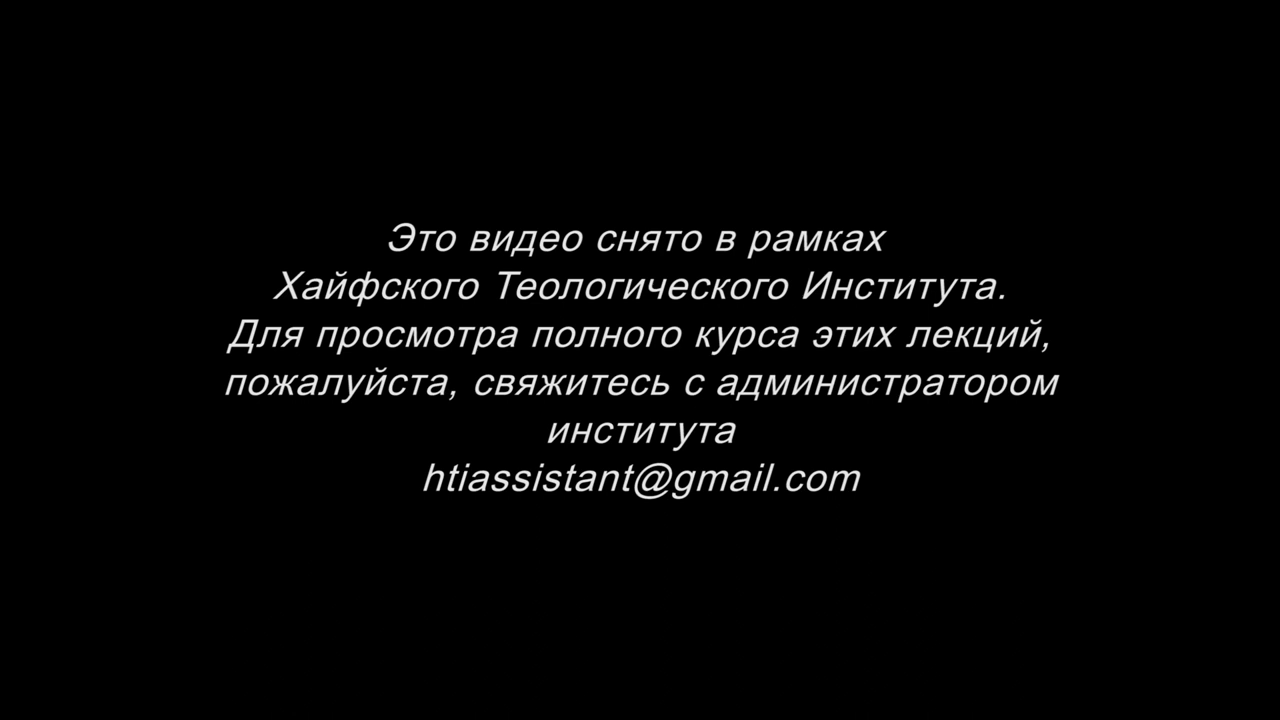 Это видео снято в рамках
Хайфского Теологического Института.
Для просмотра полного курса этих лекций,
пожалуйста, свяжитесь с администратором
института
htiassistant@gmail.com